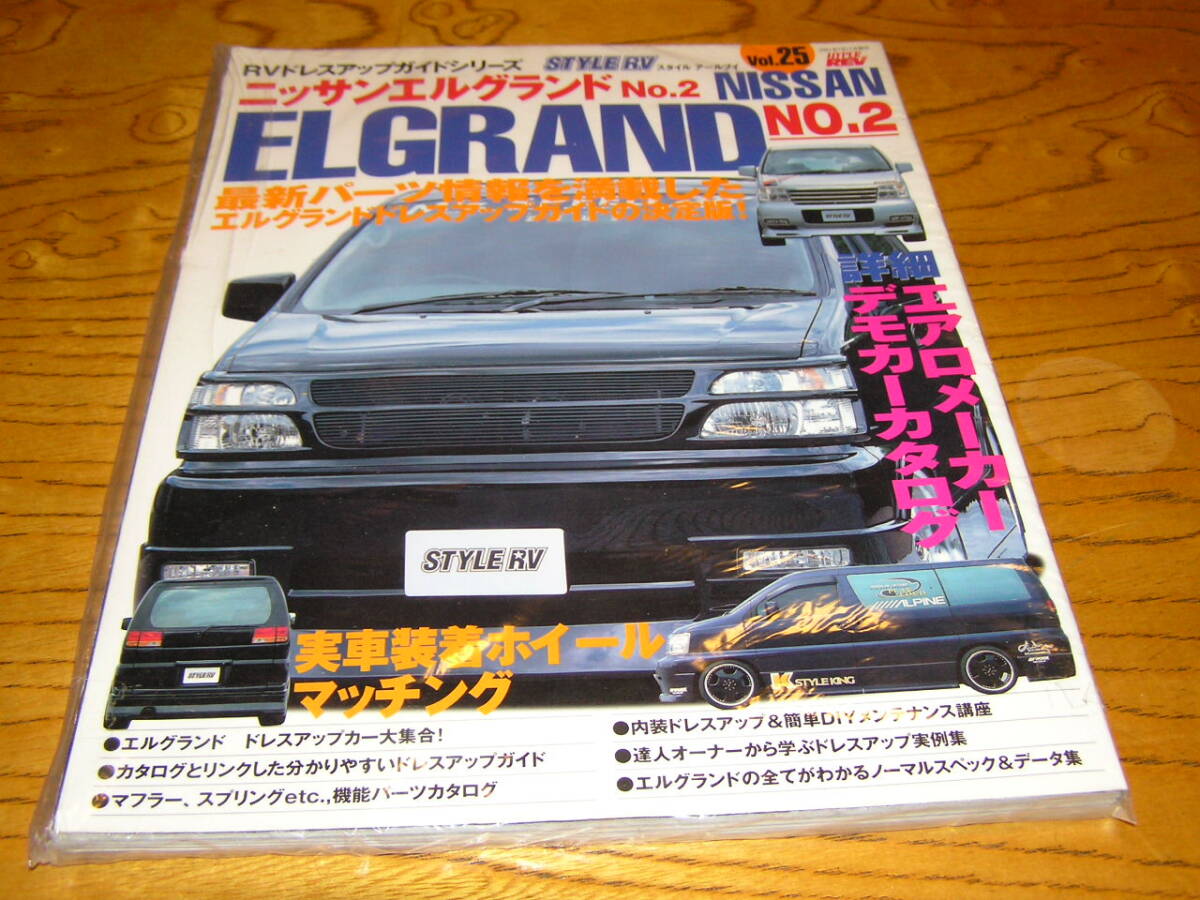 RVドレスアップガイドシリーズ STYLE RV スタイル アールブイ Vol.25 HYPER REV
ニッサンエルグランド No.2 NISSAN
ELGRAND NO.2
最新パーツ情報を満載した
エルグランドドレスアップガイドの決定版!
STYLE RV
詳細
エアロメーカー
デモカーカタログ
STYLE RV
ALPINE
K STYLE KING
STYLE RV
実車装着ホイール
マッチング
●エルグランド ドレスアップカー大集合!
●カタログとリンクした分かりやすいドレスアップガイド
●マフラー、スプリングetc.,機能パーツカタログ
●内装ドレスアップ&簡単DIYメンテナンス講座
●達人オーナーから学ぶドレスアップ実例集
●エルグランドの全てがわかるノーマルスペック&データ集